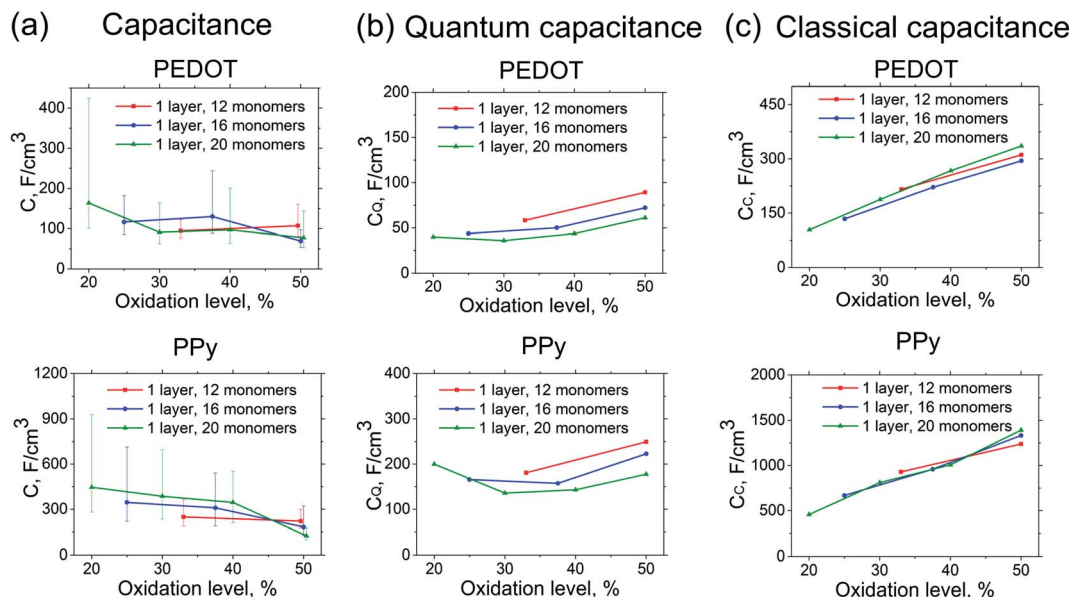 (a) Capacitance
PEDOT
C, F/cm³
400
300
200
100
0
1 layer, 12 monomers
1 layer, 16 monomers
1 layer, 20 monomers
20 30 40 50
Oxidation level, %
(b) Quantum capacitance
PEDOT
C_Q, F/cm³
200
150
100
50
0
1 layer, 12 monomers
1 layer, 16 monomers
1 layer, 20 monomers
20 30 40 50
Oxidation level, %
(c) Classical capacitance
PEDOT
C_C, F/cm³
450
300
150
0
1 layer, 12 monomers
1 layer, 16 monomers
1 layer, 20 monomers
20 30 40 50
Oxidation level, %
PPy
C, F/cm³
1200
900
600
300
0
1 layer, 12 monomers
1 layer, 16 monomers
1 layer, 20 monomers
20 30 40 50
Oxidation level, %
PPy
C_Q, F/cm³
400
300
200
100
0
1 layer, 12 monomers
1 layer, 16 monomers
1 layer, 20 monomers
20 30 40 50
Oxidation level, %
PPy
C_C, F/cm³
2000
1500
1000
500
0
1 layer, 12 monomers
1 layer, 16 monomers
1 layer, 20 monomers
20 30 40 50
Oxidation level, %